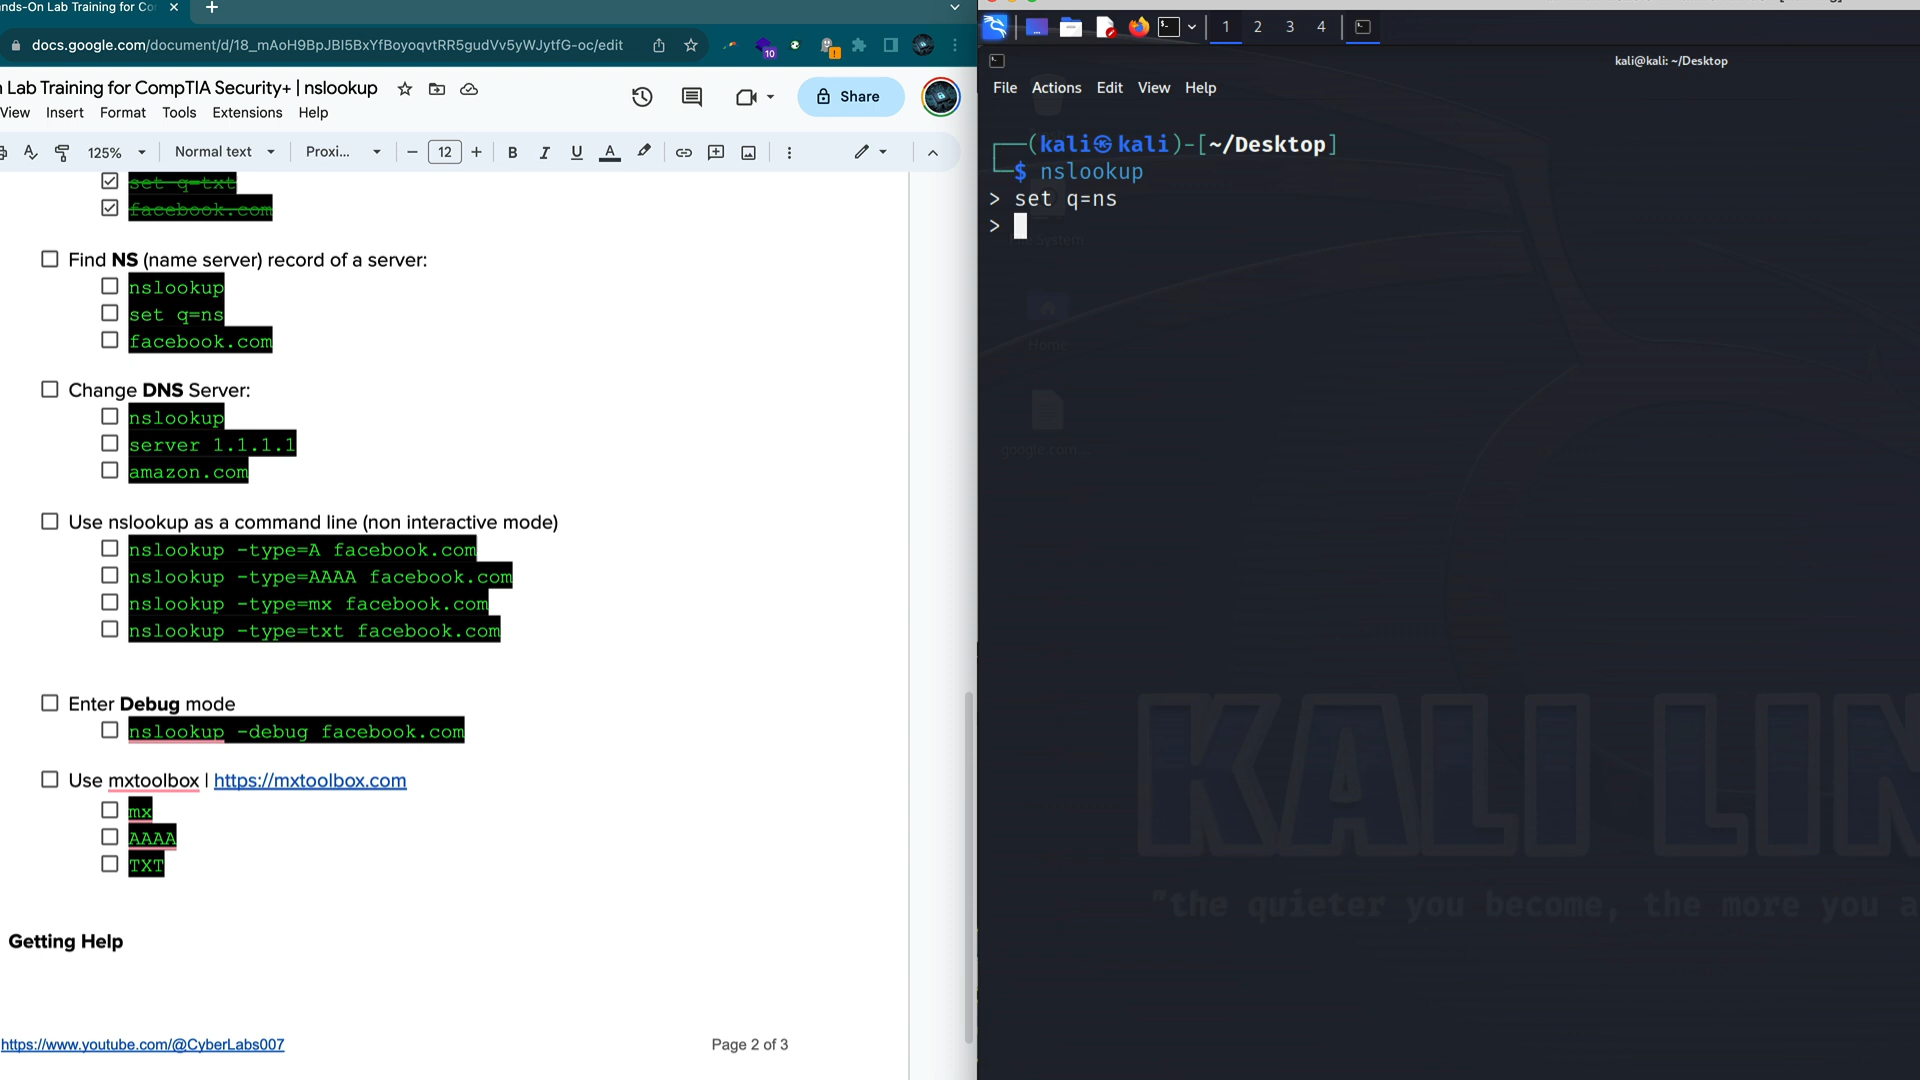 ands-On Lab Training for Co
docs.google.com/document/d/18_mAoH9BpJBI5BxYfBoyoqvtRR5gudVv5yWJytfG-oc/edit
10
Lab Training for CompTIA Security+ | nslookup
Share
View Insert Format Tools Extensions Help
125% Normal text Proxi... 12 B I U A
set q=txt
facebook.com
Find NS (name server) record of a server:
nslookup
set q=ns
facebook.com
Change DNS Server:
nslookup
server 1.1.1.1
amazon.com
Use nslookup as a command line (non interactive mode)
nslookup -type=A facebook.com
nslookup -type=AAAA facebook.com
nslookup -type=mx facebook.com
nslookup -type=txt facebook.com
Enter Debug mode
nslookup -debug facebook.com
Use mxtoolbox | https://mxtoolbox.com
mx
AAAA
TXT
Getting Help
https://www.youtube.com/@CyberLabs007
Page 2 of 3
1 2 3 4
kali@kali: ~/Desktop
File Actions Edit View Help
(kali㉿kali)-[~/Desktop]
$ nslookup
> set q=ns
>
File System
Home
google.com...
KALI LIN
"the quieter you become, the more you a